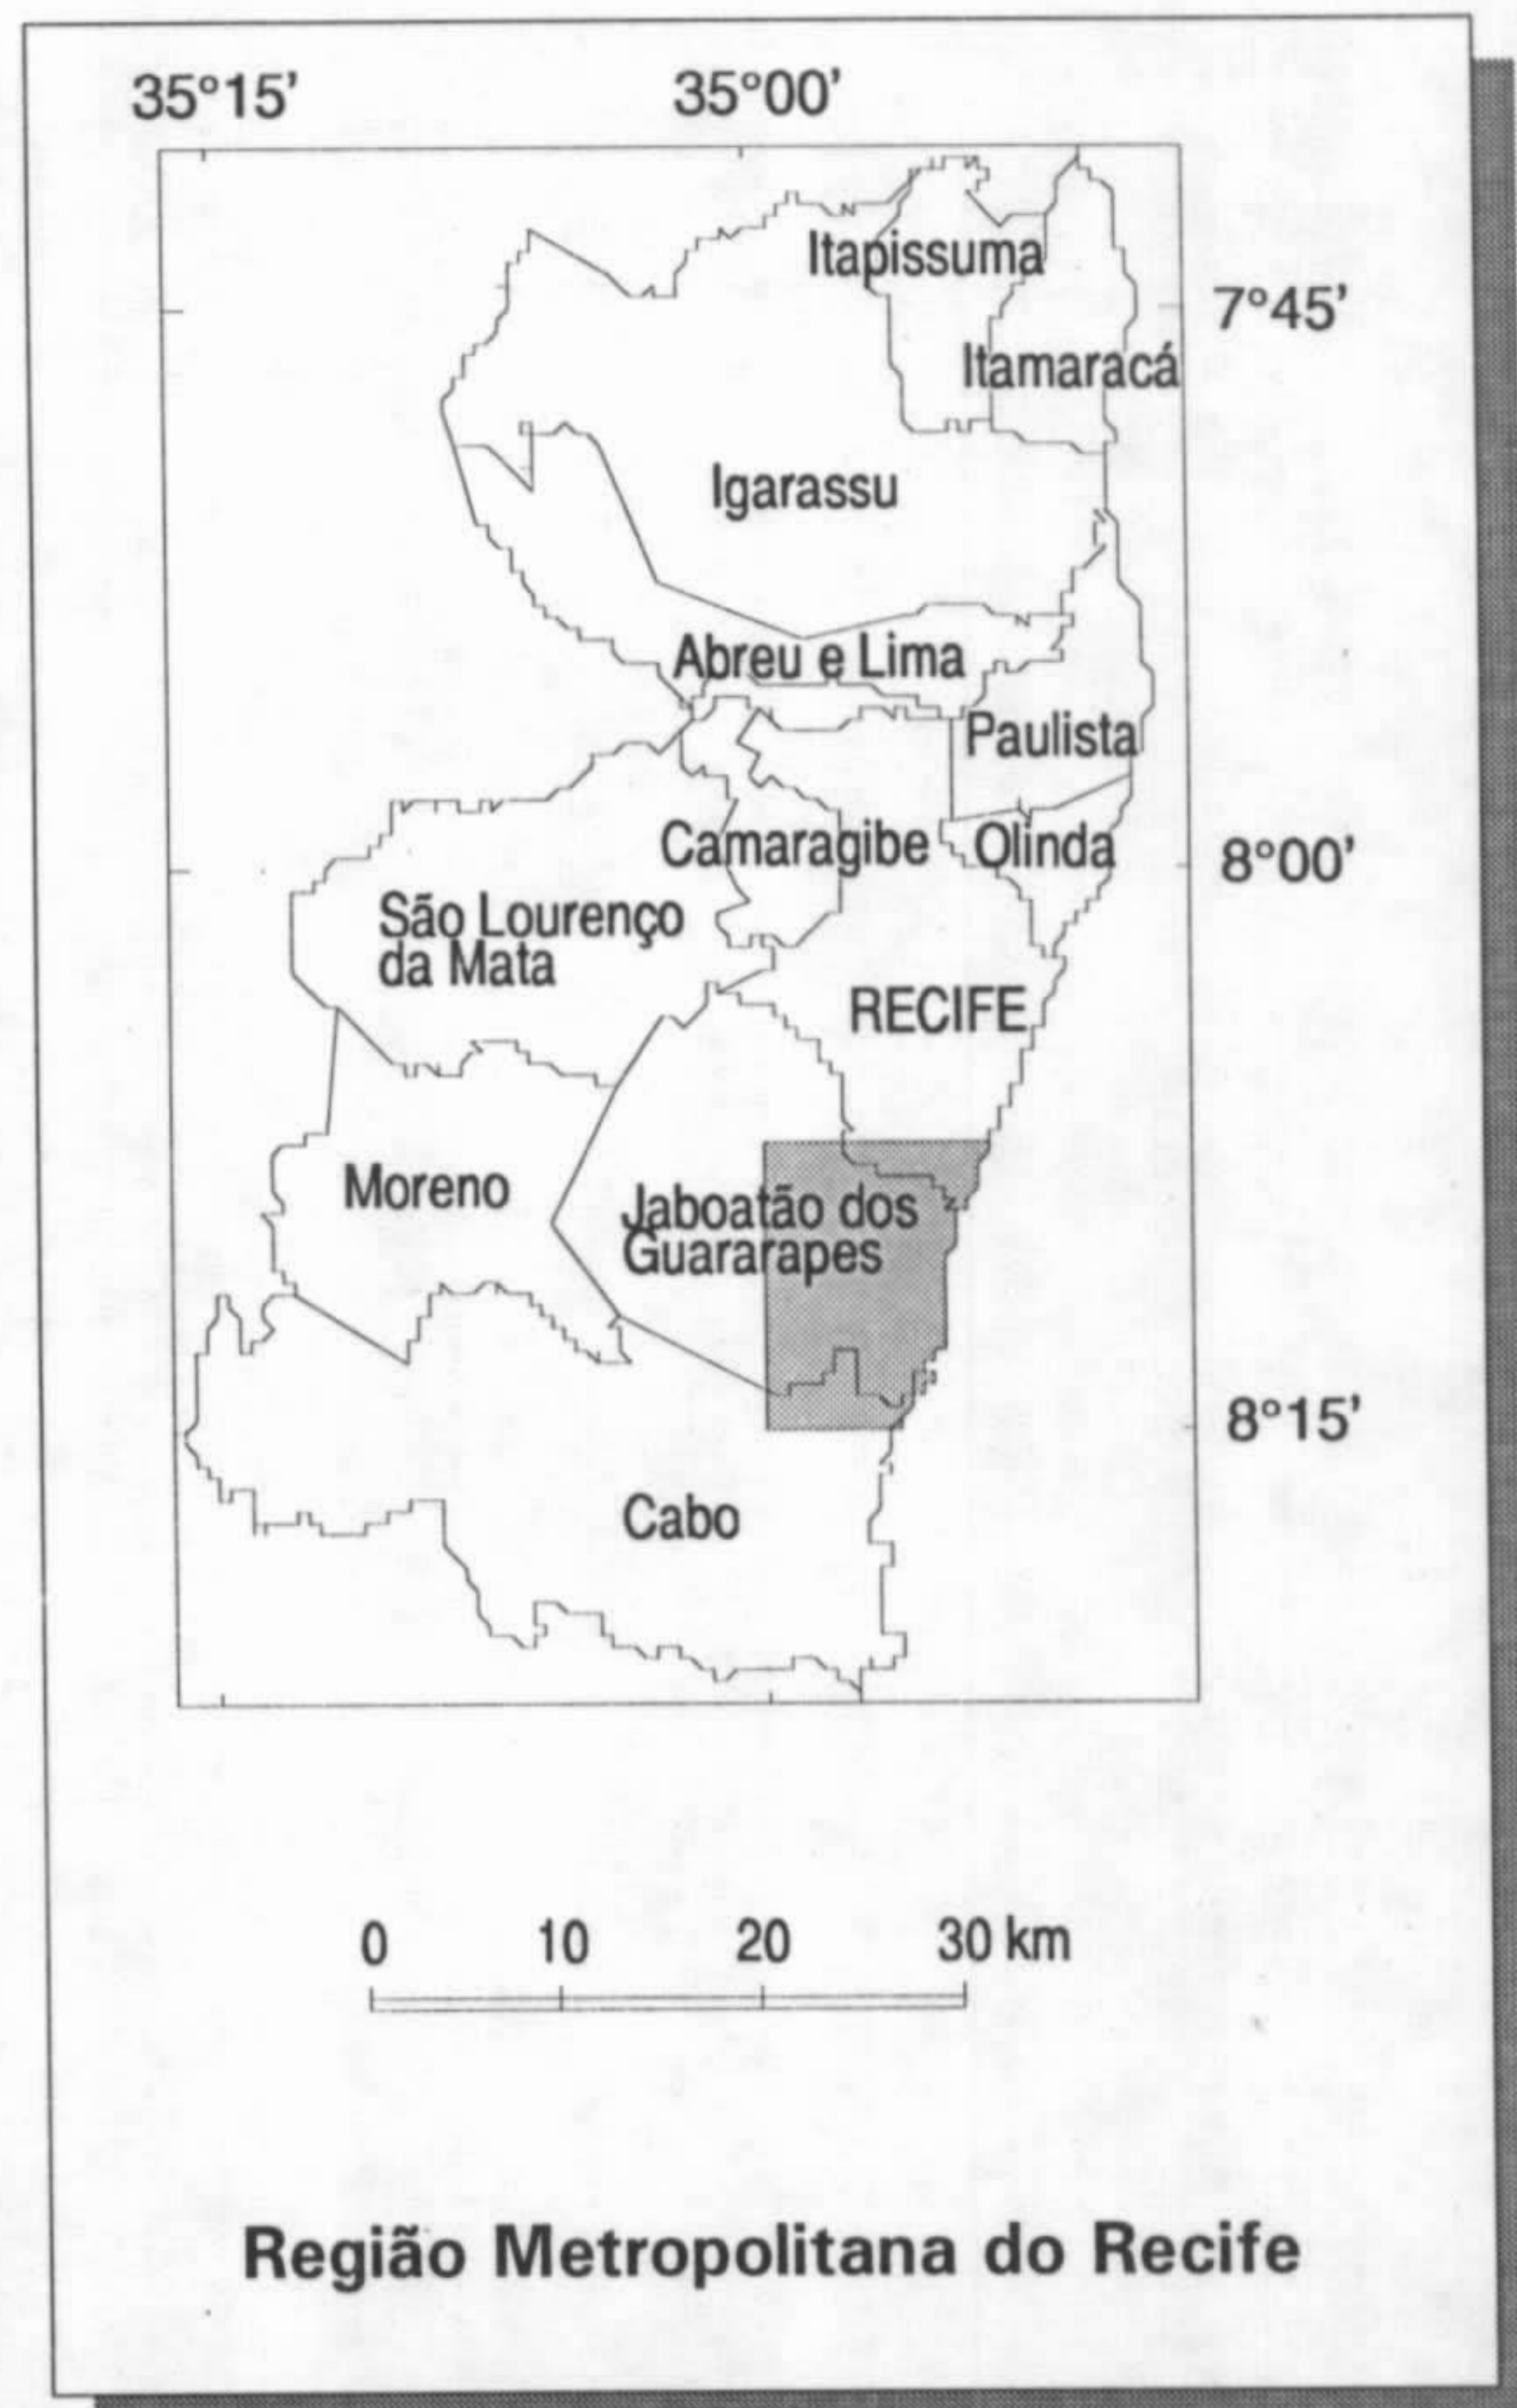 35°15' 35°00'
Itapissuma
7°45'
Itamaracá
Igarassu
Abreu e Lima
Paulista
Camaragibe
Olinda
8°00'
São Lourenço
da Mata
RECIFE
Moreno
Jaboatão dos
Guararapes
8°15'
Cabo
0 10 20 30 km
Região Metropolitana do Recife